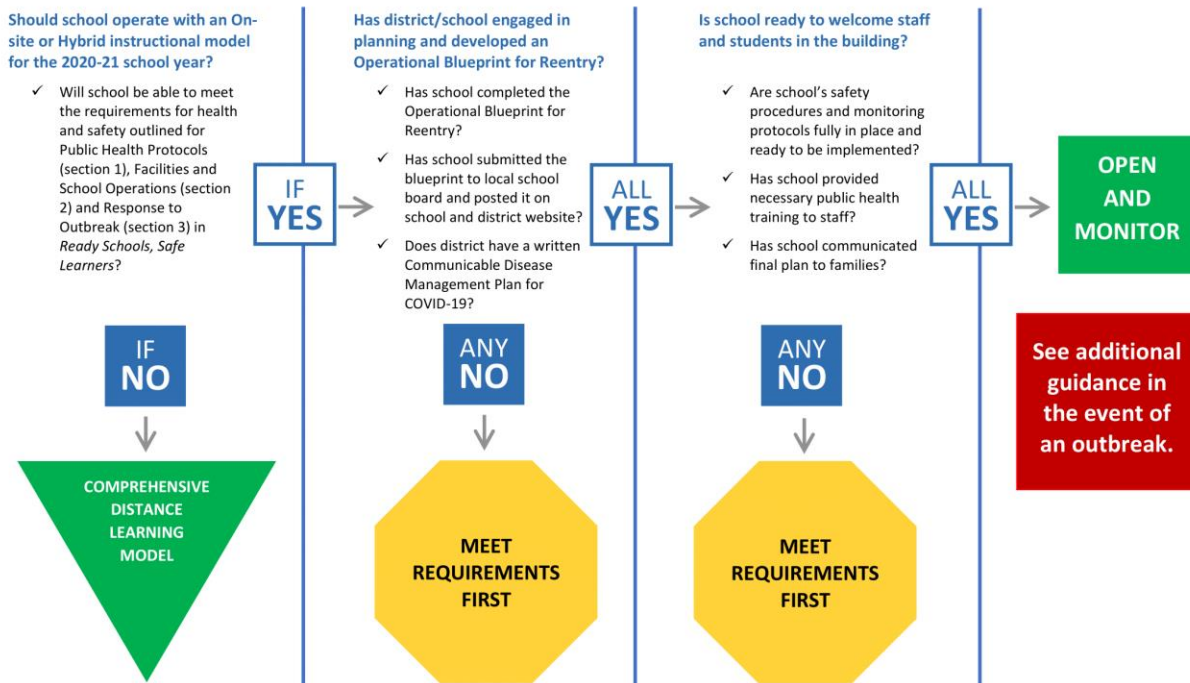 Should school operate with an On-
site or Hybrid instructional model
for the 2020-21 school year?
✓ Will school be able to meet
the requirements for health
and safety outlined for
Public Health Protocols
(section 1), Facilities and
School Operations (section
2) and Response to
Outbreak (section 3) in
Ready Schools, Safe
Learners?
IF
YES
IF
NO
COMPREHENSIVE
DISTANCE
LEARNING
MODEL
Has district/school engaged in
planning and developed an
Operational Blueprint for Reentry?
✓ Has school completed the
Operational Blueprint for
Reentry?
✓ Has school submitted the
blueprint to local school
board and posted it on
school and district website?
✓ Does district have a written
Communicable Disease
Management Plan for
COVID-19?
ALL
YES
ANY
NO
MEET
REQUIREMENTS
FIRST
Is school ready to welcome staff
and students in the building?
✓ Are school's safety
procedures and monitoring
protocols fully in place and
ready to be implemented?
✓ Has school provided
necessary public health
training to staff?
✓ Has school communicated
final plan to families?
ALL
YES
ANY
NO
MEET
REQUIREMENTS
FIRST
OPEN
AND
MONITOR
See additional
guidance in
the event of
an outbreak.